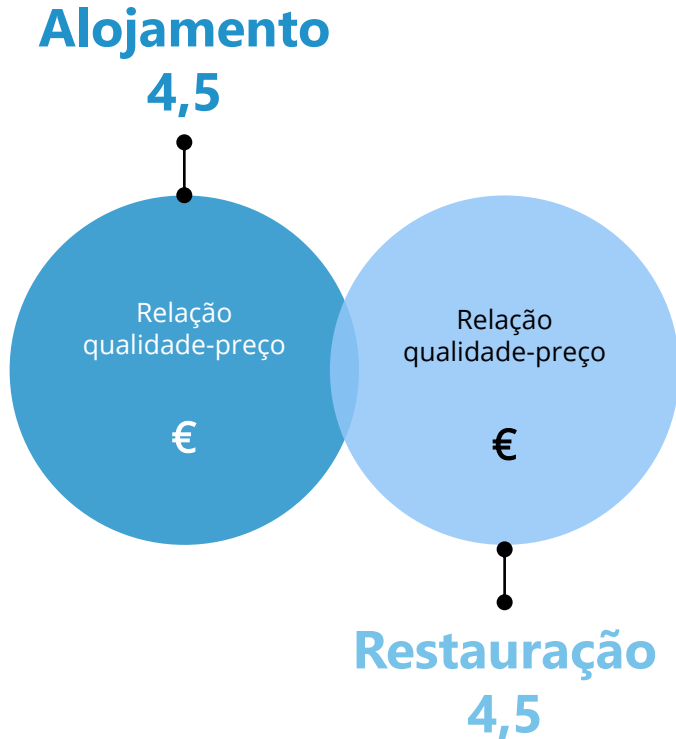 Alojamento
4,5
Relação
qualidade-preço
€
Relação
qualidade-preço
€
Restauração
4,5